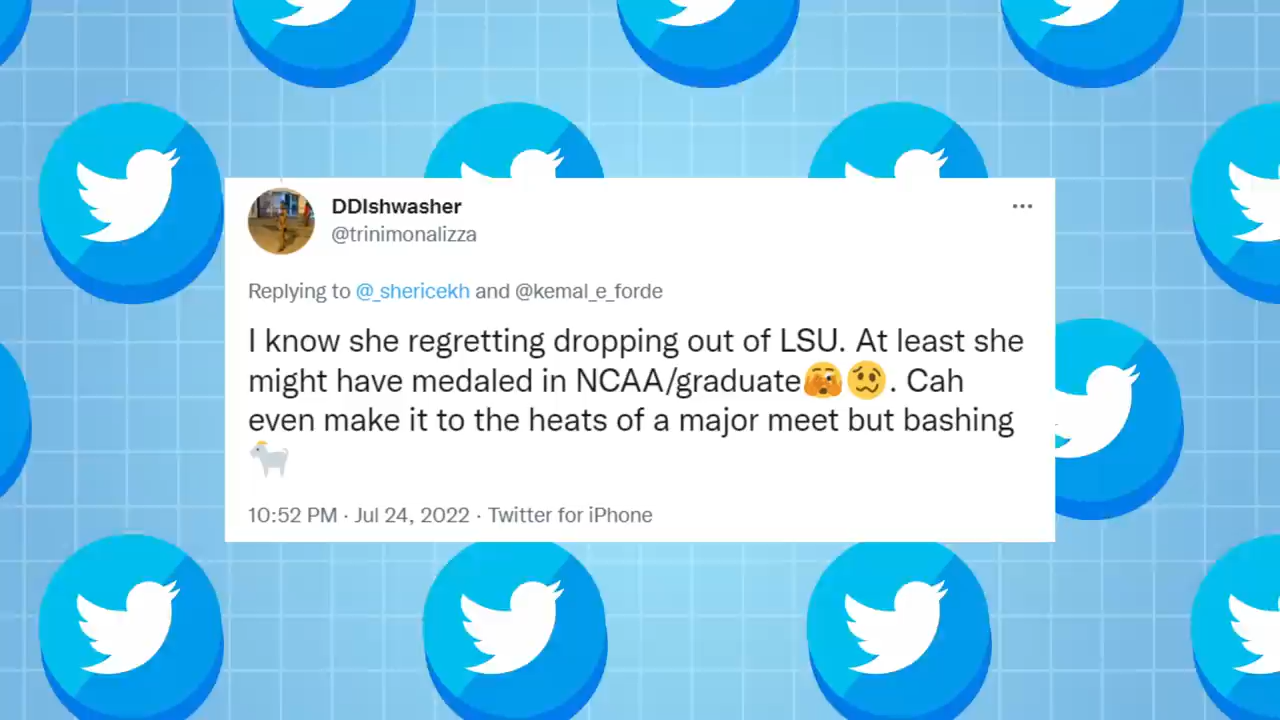 DDIshwasher
@trinimonalizza
Replying to @_shericekh and @kemal_e_forde
I know she regretting dropping out of LSU. At least she
might have medaled in NCAA/graduate🫣🥴. Cah
even make it to the heats of a major meet but bashing
🐐
10:52 PM · Jul 24, 2022 · Twitter for iPhone